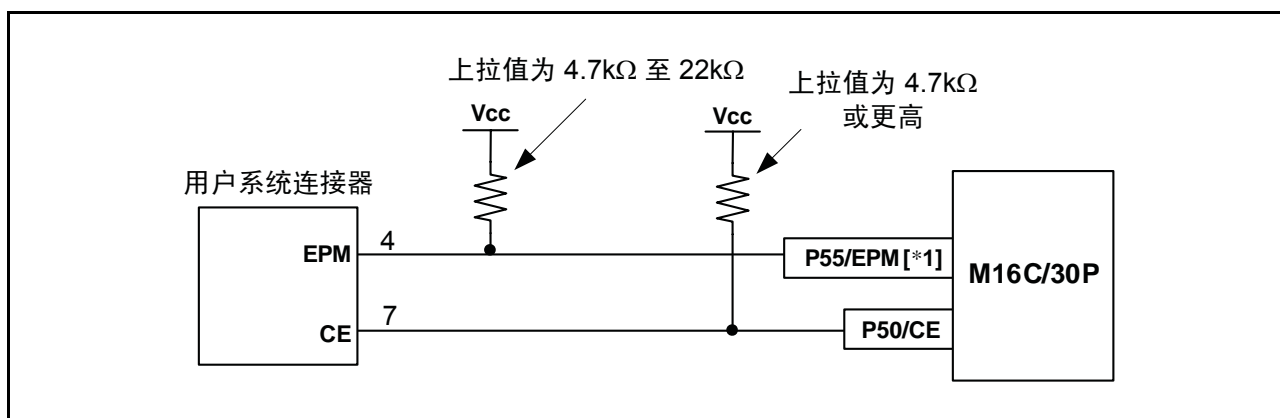 上拉值为 4.7kΩ 至 22kΩ
上拉值为 4.7kΩ
或更高
Vcc
Vcc
用户系统连接器
EPM
4
P55/EPM [*1]
M16C/30P
CE
7
P50/CE